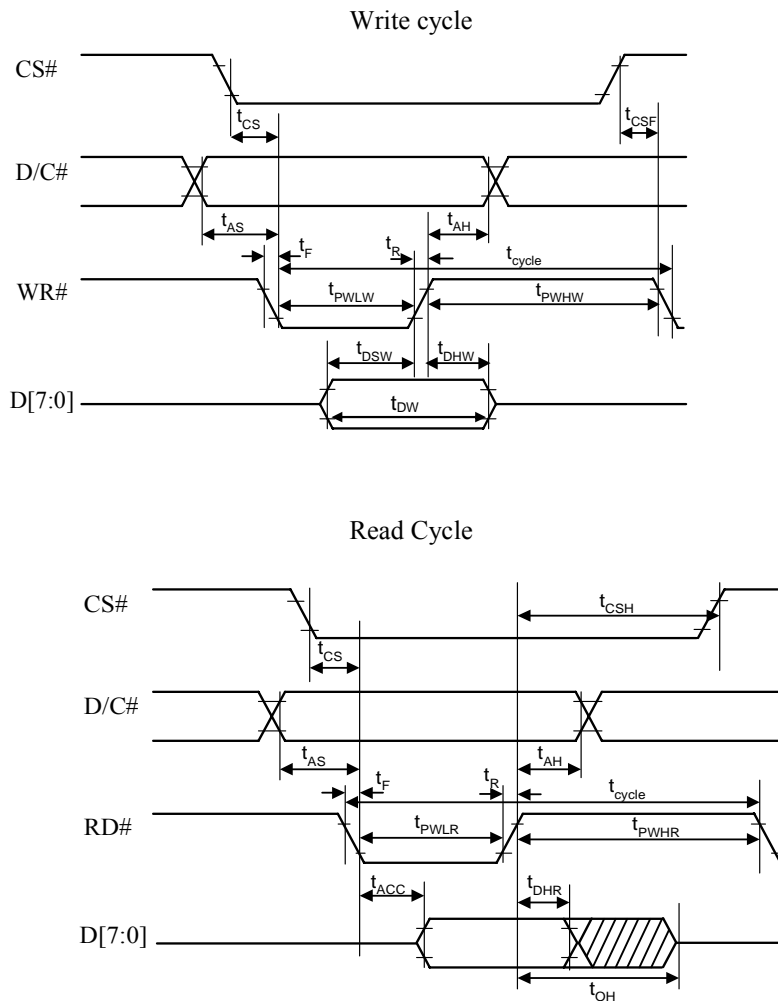 Write cycle
CS#
tCS
tCSF
D/C#
tAS
tF
tR
tAH
tcycle
WR#
tPWLW
tPWHW
tDSW
tDHW
D[7:0]
tDW
Read Cycle
CS#
tCSH
tCS
D/C#
tAS
tF
tR
tAH
tcycle
RD#
tPWLR
tPWHR
tACC
tDHR
D[7:0]
tOH